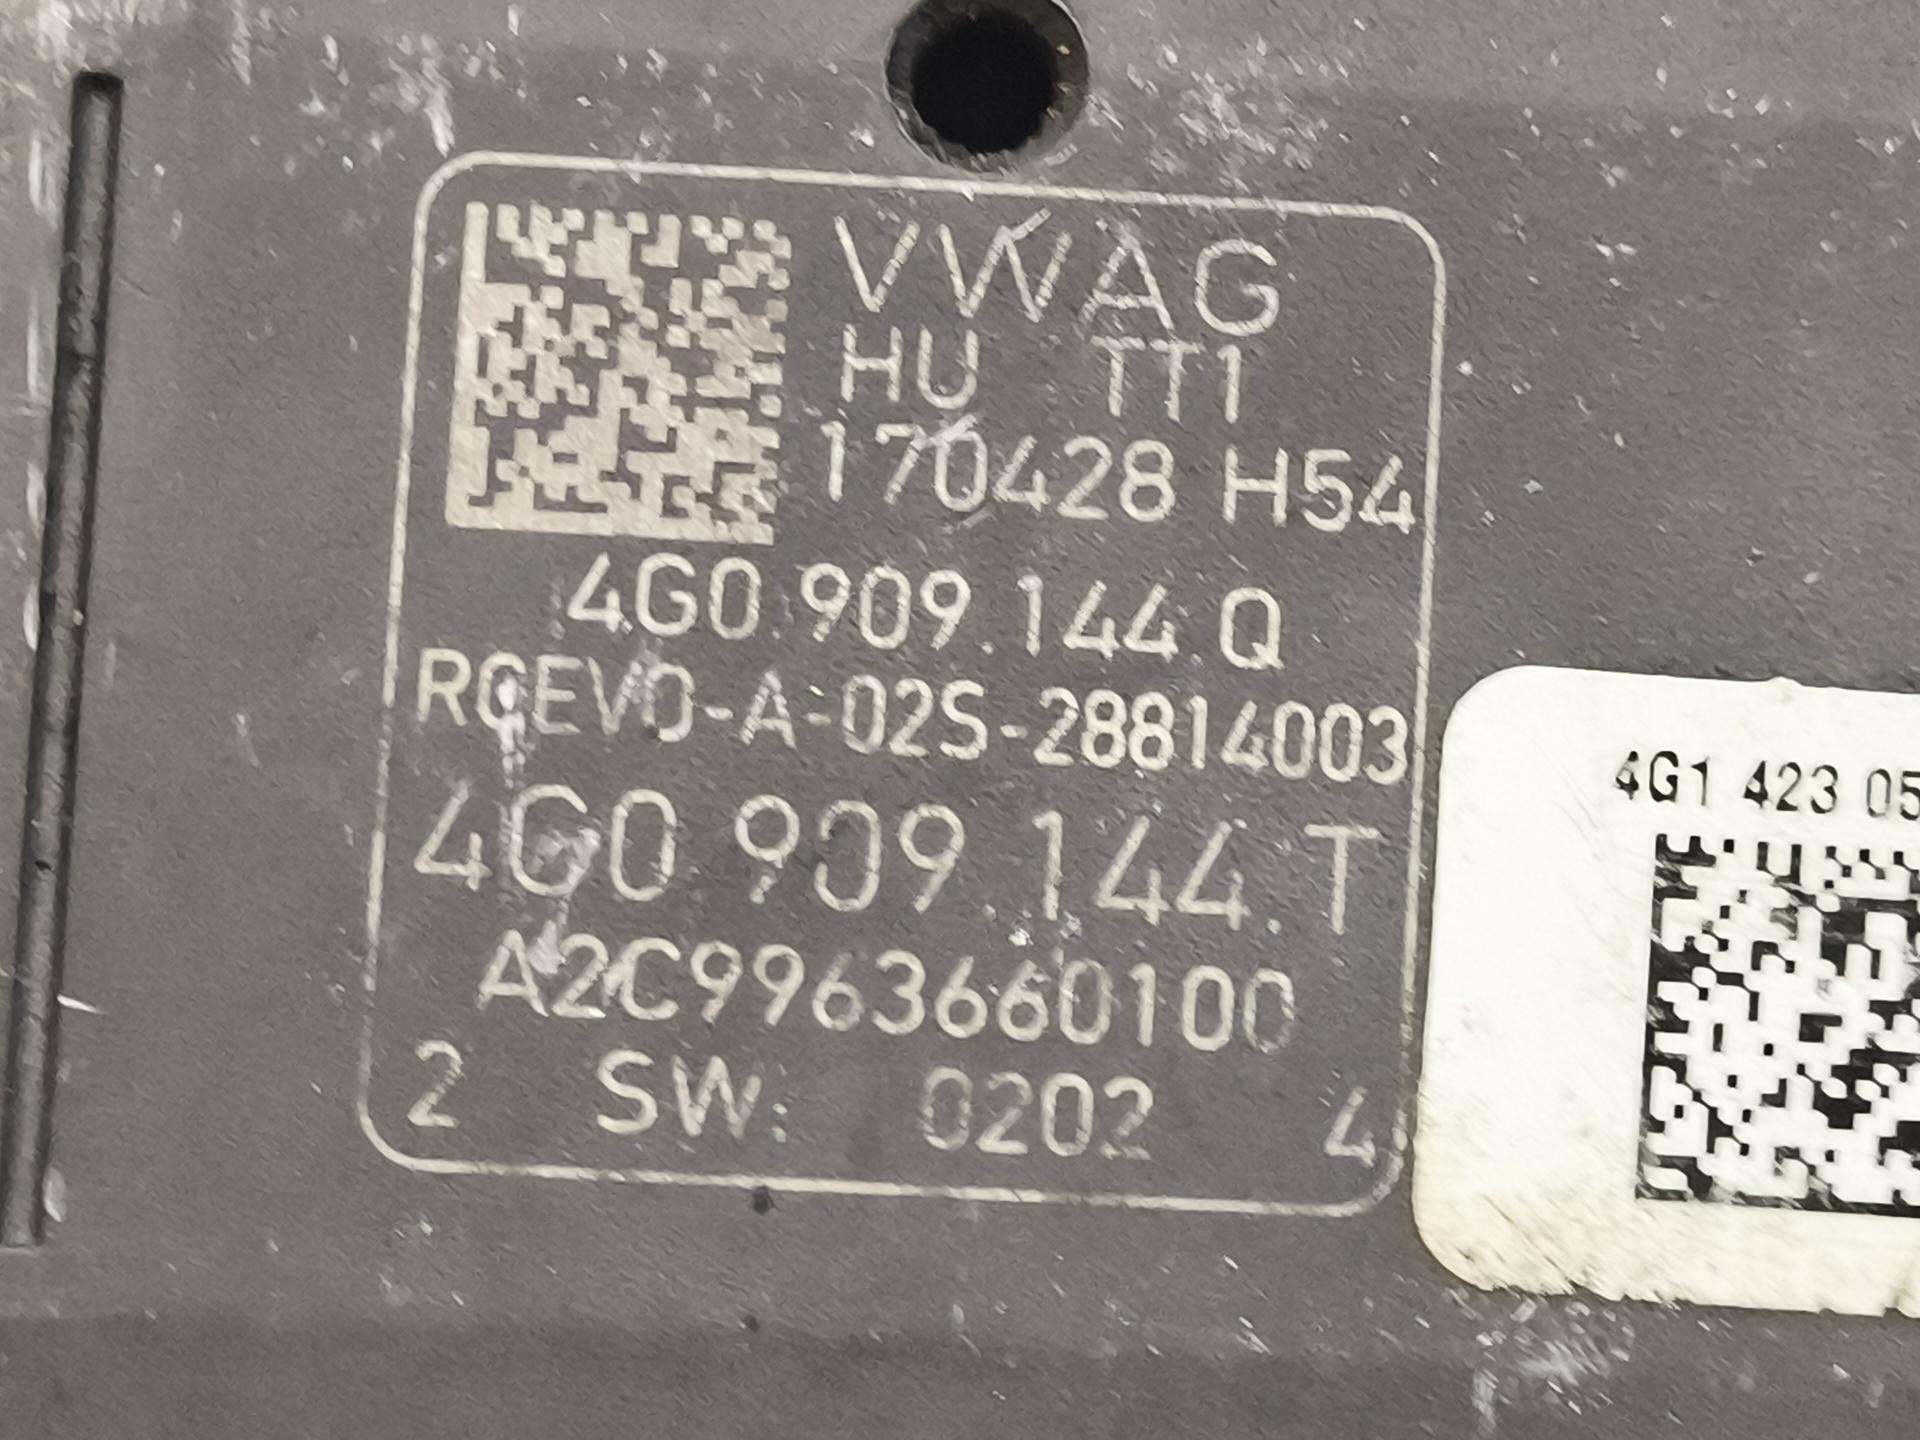 VWAG
HU TT1
170428 H54
4G0.909.144.Q
RCEV0-A-02S-28814003
4G0.909.144.T
A2C9963660100
2 SW: 0202 4
4G1 423 05